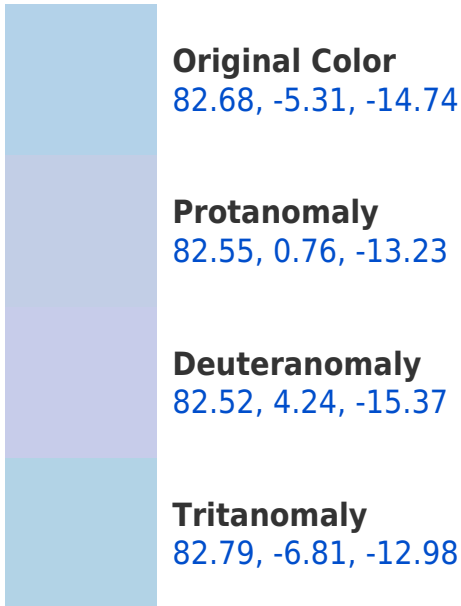 Original Color
82.68, -5.31, -14.74
Protanomaly
82.55, 0.76, -13.23
Deuteranomaly
82.52, 4.24, -15.37
Tritanomaly
82.79, -6.81, -12.98